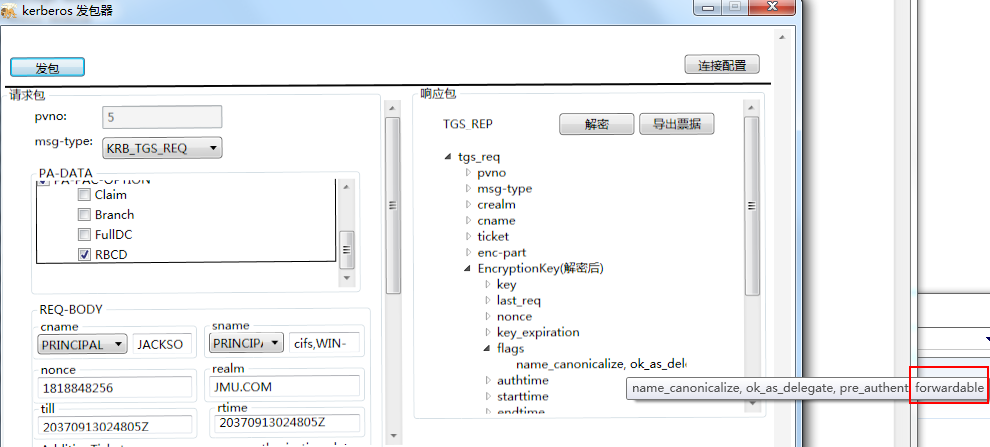 kerberos 发包器
发包
连接配置
请求包
pvno:
5
msg-type:
KRB_TGS_REQ
PA-DATA
PA-PAC-OPTION
Claim
Branch
FullDC
RBCD
REQ-BODY
cname
PRINCIPAL
JACKSO
sname
PRINCIP
cifs,WIN-
nonce
1818848256
realm
JMU.COM
till
20370913024805Z
rtime
20370913024805Z
响应包
TGS_REP
解密
导出票据
tgs_req
pvno
msg-type
crealm
cname
ticket
enc-part
EncryptionKey(解密后)
key
last_req
nonce
key_expiration
flags
name_canonicalize, ok_as_dele
authtime
starttime
endtime
name_canonicalize, ok_as_delegate, pre_authent, forwardable